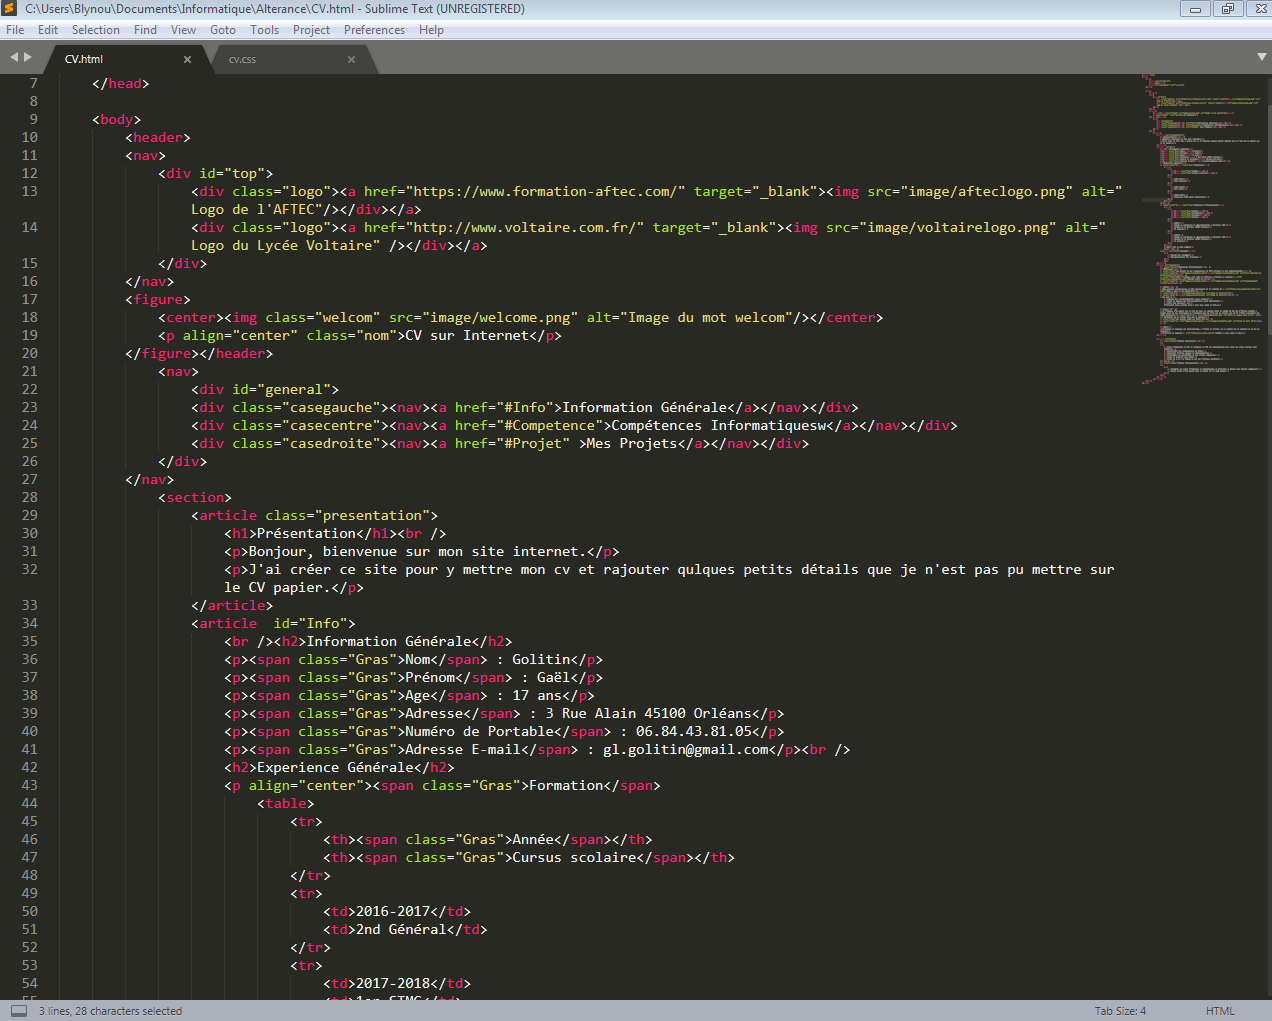 C:\Users\Blynou\Documents\Informatique\Alterance\CV.html - Sublime Text (UNREGISTERED)
File Edit Selection Find View Goto Tools Project Preferences Help
CV.html × cv.css ×
7 </head>
8
9 <body>
10 <header>
11 <nav>
12 <div id="top">
13 <div class="logo"><a href="https://www.formation-aftec.com/" target="_blank"><img src="image/afteclogo.png" alt="
Logo de l'AFTEC"/></div></a>
14 <div class="logo"><a href="http://www.voltaire.com.fr/" target="_blank"><img src="image/voltairelogo.png" alt="
Logo du Lycée Voltaire" /></div></a>
15 </div>
16 </nav>
17 <figure>
18 <center><img class="welcom" src="image/welcome.png" alt="Image du mot welcom"/></center>
19 <p align="center" class="nom">CV sur Internet</p>
20 </figure></header>
21 <nav>
22 <div id="general">
23 <div class="casegauche"><nav><a href="#Info">Information Générale</a></nav></div>
24 <div class="casecentre"><nav><a href="#Competence">Compétences Informatiquesw</a></nav></div>
25 <div class="casedroite"><nav><a href="#Projet" >Mes Projets</a></nav></div>
26 </div>
27 </nav>
28 <section>
29 <article class="presentation">
30 <h1>Présentation</h1><br />
31 <p>Bonjour, bienvenue sur mon site internet.</p>
32 <p>J'ai créer ce site pour y mettre mon cv et rajouter qulques petits détails que je n'est pas pu mettre sur
le CV papier.</p>
33 </article>
34 <article  id="Info">
35 <br /><h2>Information Générale</h2>
36 <p><span class="Gras">Nom</span> : Golitin</p>
37 <p><span class="Gras">Prénom</span> : Gaël</p>
38 <p><span class="Gras">Age</span> : 17 ans</p>
39 <p><span class="Gras">Adresse</span> : 3 Rue Alain 45100 Orléans</p>
40 <p><span class="Gras">Numéro de Portable</span> : 06.84.43.81.05</p>
41 <p><span class="Gras">Adresse E-mail</span> : gl.golitin@gmail.com</p><br />
42 <h2>Experience Générale</h2>
43 <p align="center"><span class="Gras">Formation</span>
44 <table>
45 <tr>
46 <th><span class="Gras">Année</span></th>
47 <th><span class="Gras">Cursus scolaire</span></th>
48 </tr>
49 <tr>
50 <td>2016-2017</td>
51 <td>2nd Général</td>
52 </tr>
53 <tr>
54 <td>2017-2018</td>
3 lines, 28 characters selected Tab Size: 4 HTML